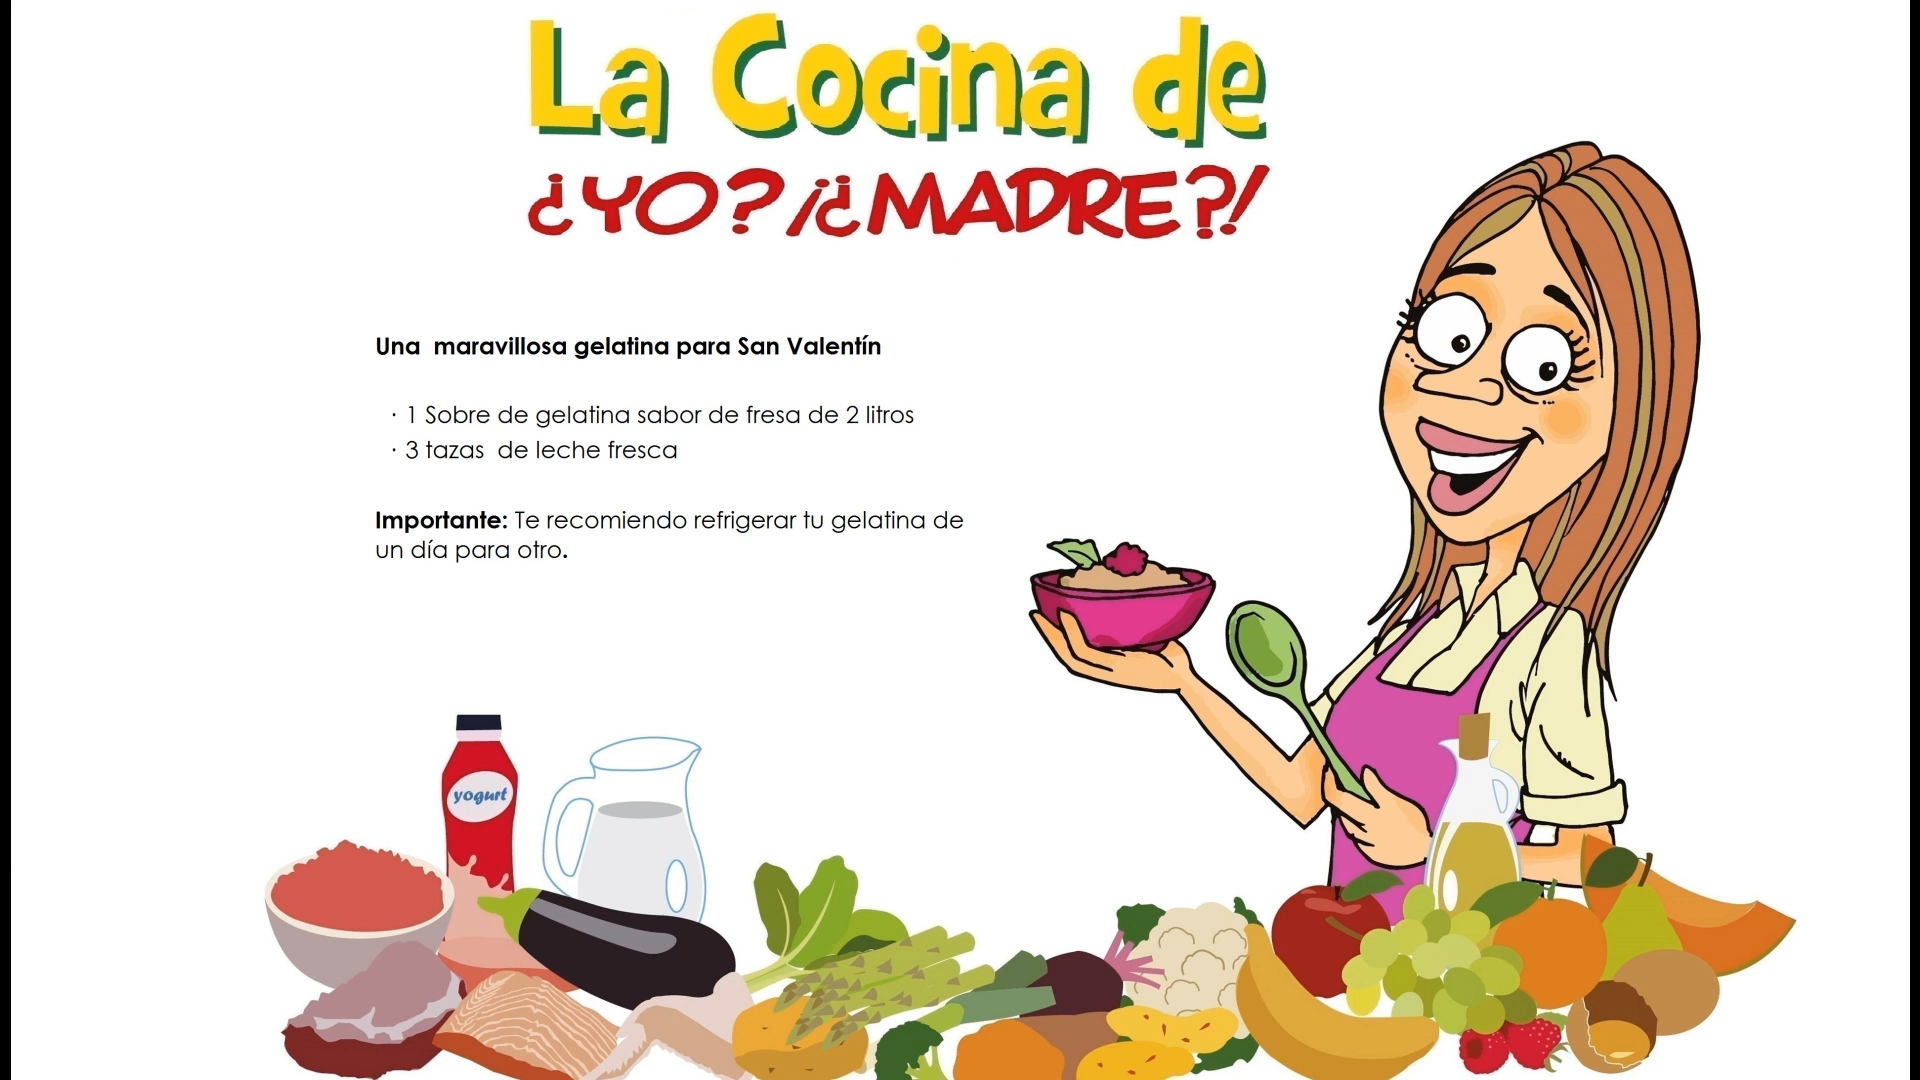 La Cocina de
¿YO? /¿MADRE?/
Una  maravillosa gelatina para San Valentín
· 1 Sobre de gelatina sabor de fresa de 2 litros
· 3 tazas  de leche fresca
Importante: Te recomiendo refrigerar tu gelatina de
un día para otro.
yogurt